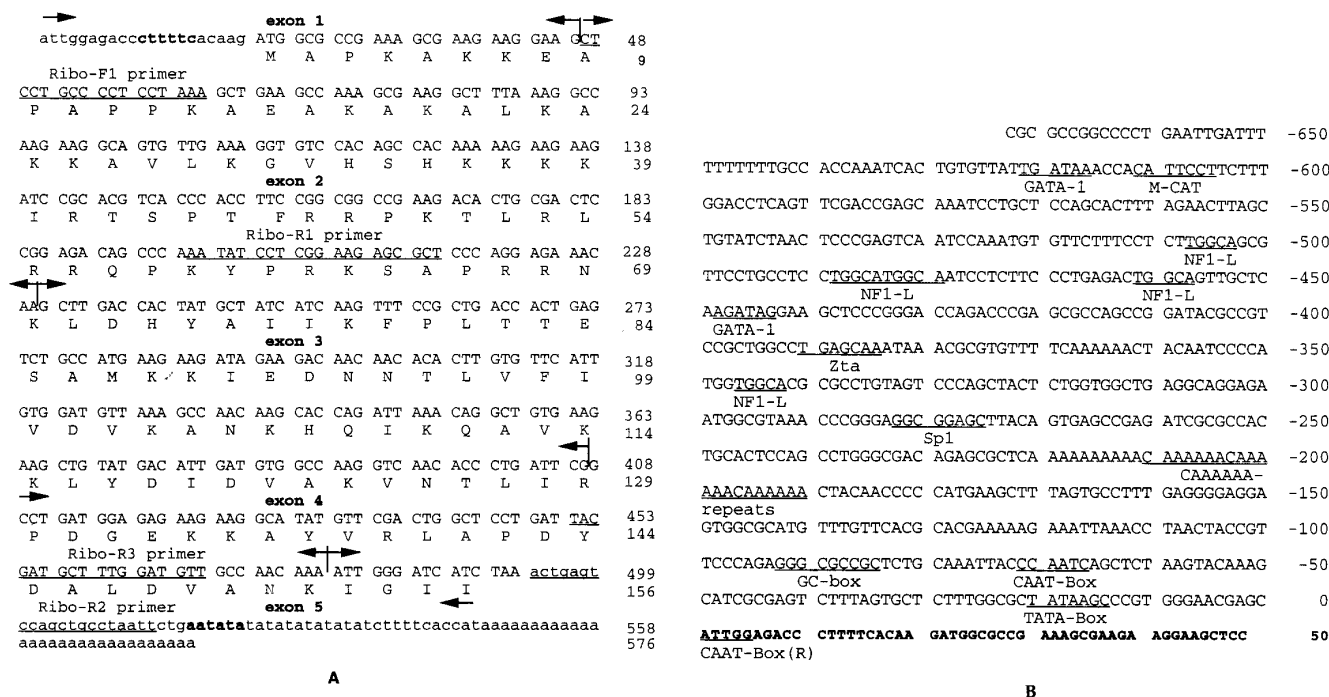 exon 1
attggagacccttttcacaag ATG GCG CCG AAA GCG AAG AAG GAA GCT 48
M A P K A K K E A 9
Ribo-F1 primer
CCT GCC CCT CCT AAA GCT GAA GCC AAA GCG AAG GCT TTA AAG GCC 93
P A P P K A E A K A K A L K A 24
AAG AAG GCA GTG TTG AAA GGT GTC CAC AGC CAC AAA AAG AAG AAG 138
K K A V L K G V H S H K K K K 39
exon 2
ATC CGC ACG TCA CCC ACC TTC CGG CGG CCG AAG ACA CTG CGA CTC 183
I R T S P T F R R P K T L R L 54
Ribo-R1 primer
CGG AGA CAG CCC AAA TAT CCT CGG AAG AGC GCT CCC AGG AGA AAC 228
R R Q P K Y P R K S A P R R N 69
AAG CTT GAC CAC TAT GCT ATC ATC AAG TTT CCG CTG ACC ACT GAG 273
K L D H Y A I I K F P L T T E 84
exon 3
TCT GCC ATG AAG AAG ATA GAA GAC AAC AAC ACA CTT GTG TTC ATT 318
S A M K K I E D N N T L V F I 99
GTG GAT GTT AAA GCC AAC AAG CAC CAG ATT AAA CAG GCT GTG AAG 363
V D V K A N K H Q I K Q A V K 114
AAG CTG TAT GAC ATT GAT GTG GCC AAG GTC AAC ACC CTG ATT CGG 408
K L Y D I D V A K V N T L I R 129
exon 4
CCT GAT GGA GAG AAG AAG GCA TAT GTT CGA CTG GCT CCT GAT TAC 453
P D G E K K A Y V R L A P D Y 144
Ribo-R3 primer
GAT GCT TTG GAT GTT GCC AAC AAA ATT GGG ATC ATC TAA actgagt 499
D A L D V A N K I G I I 156
Ribo-R2 primer exon 5
ccagctgcctaattctgaatatatatatatatatatcttttcaccataaaaaaaaaaaaaa 558
aaaaaaaaaaaaaaaaaa 576
A
CGC GCCGGCCCCT GAATTGATTT -650
TTTTTTTGCC ACCAAATCAC TGTGTTATTG ATAAACCACA TTCCTTCTTT -600
GATA-1 M-CAT
GGACCTCAGT TCGACCGAGC AAATCCTGCT CCAGCACTTT AGAACTTAGC -550
TGTATCTAAC TCCCGAGTCA ATCCAAATGT GTTCTTTCCT CTTGGCAGCG -500
NF1-L
TTCCTGCCTC CTGGCATGGCA ATCCTCTTCC CTGAGACTG GCAGTTGCTC -450
NF1-L NF1-L
AAGATAGGAA GCTCCCGGGA CCAGACCCGA GCGCCAGCCG GATACGCCGT -400
GATA-1
CCGCTGGCCT GAGCAAATAA ACGCGTGTTT TCAAAAAACT ACAATCCCCA -350
Zta
TGGTGGCACG CGCCTGTAGT CCCAGCTACT CTGGTGGCTG AGGCAGGAGA -300
NF1-L
ATGGCGTAAA CCCGGGAGGC GGAGCTTACA GTGAGCCGAG ATCGCGCCAC -250
Sp1
TGCACTCCAG CCTGGGCGAC AGAGCGCTCA AAAAAAAAAC AAAAAACAAA -200
CAAAAAA-
AAACAAAAAA CTACAACCCC CATGAAGCTT TAGTGCCTTT GAGGGGAGGA -150
repeats
GTGGCGCATG TTTGTTCACG CACGAAAAAG AAATTAAACC TAACTACCGT -100
TCCCAGAGGG CGCCGCTCTG CAAATTACCC AATCAGCTCT AAGTACAAAG -50
GC-box CAAT-Box
CATCGCGAGT CTTTAGTGCT CTTTGGCGCT ATAAGCCCGT GGGAACGAGC 0
TATA-Box
ATTGGAGACC CTTTTCACAA GATGGCGCCG AAAGCGAAGA AGGAAGCTCC 50
CAAT-Box(R)
B